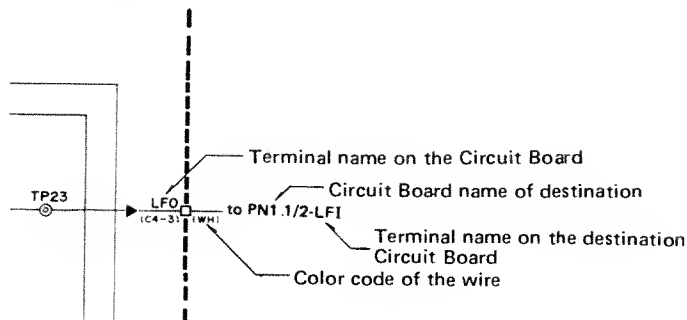 Terminal name on the Circuit Board
TP23
LFO
Circuit Board name of destination
(C4-3)
(WH)
to PN1.1/2-LFI
Terminal name on the destination
Circuit Board
Color code of the wire